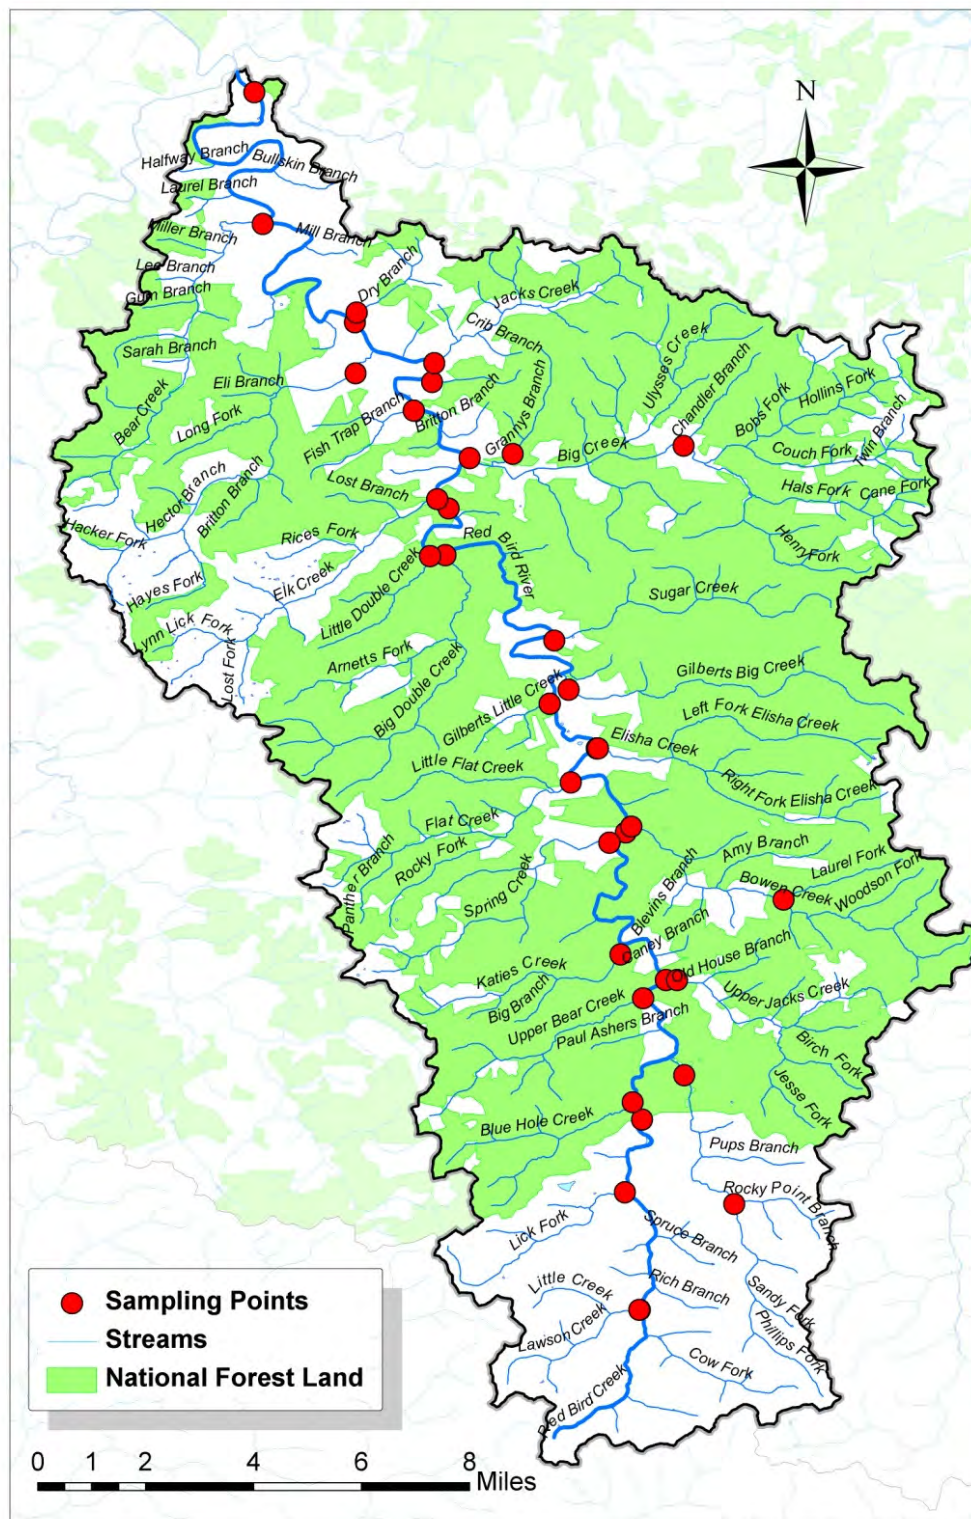 N
Halfway Branch
Bullskin Branch
Laurel Branch
Miller Branch
Mill Branch
Lee Branch
Gum Branch
Dry Branch
Jacks Creek
Sarah Branch
Crib Branch
Bear Creek
Eli Branch
Long Fork
Fish Trap Branch
Britton Branch
Grannys Branch
Ulysses Creek
Chandler Branch
Bobs Fork
Hollins Fork
Twin Branch
Big Creek
Couch Fork
Hals Fork
Cane Fork
Henry Fork
Lost Branch
Hector Branch
Britton Branch
Hacker Fork
Rices Fork
Red
Bird River
Hayes Fork
Elk Creek
Little Double Creek
Sugar Creek
Lynn Lick Fork
Lost Fork
Arnetts Fork
Big Double Creek
Gilberts Little Creek
Gilberts Big Creek
Left Fork Elisha Creek
Elisha Creek
Little Flat Creek
Right Fork Elisha Creek
Flat Creek
Rocky Fork
Panther Branch
Spring Creek
Amy Branch
Laurel Fork
Bowen Creek
Woodson Fork
Blevins Branch
Caney Branch
Old House Branch
Katies Creek
Big Branch
Upper Bear Creek
Upper Jacks Creek
Paul Ashers Branch
Birch Fork
Jesse Fork
Blue Hole Creek
Pups Branch
Rocky Point Branch
Lick Fork
Spruce Branch
Little Creek
Rich Branch
Sandy Fork
Lawson Creek
Phillips Fork
Cow Fork
Red Bird Creek
Sampling Points
Streams
National Forest Land
0 1 2 4 6 8
Miles